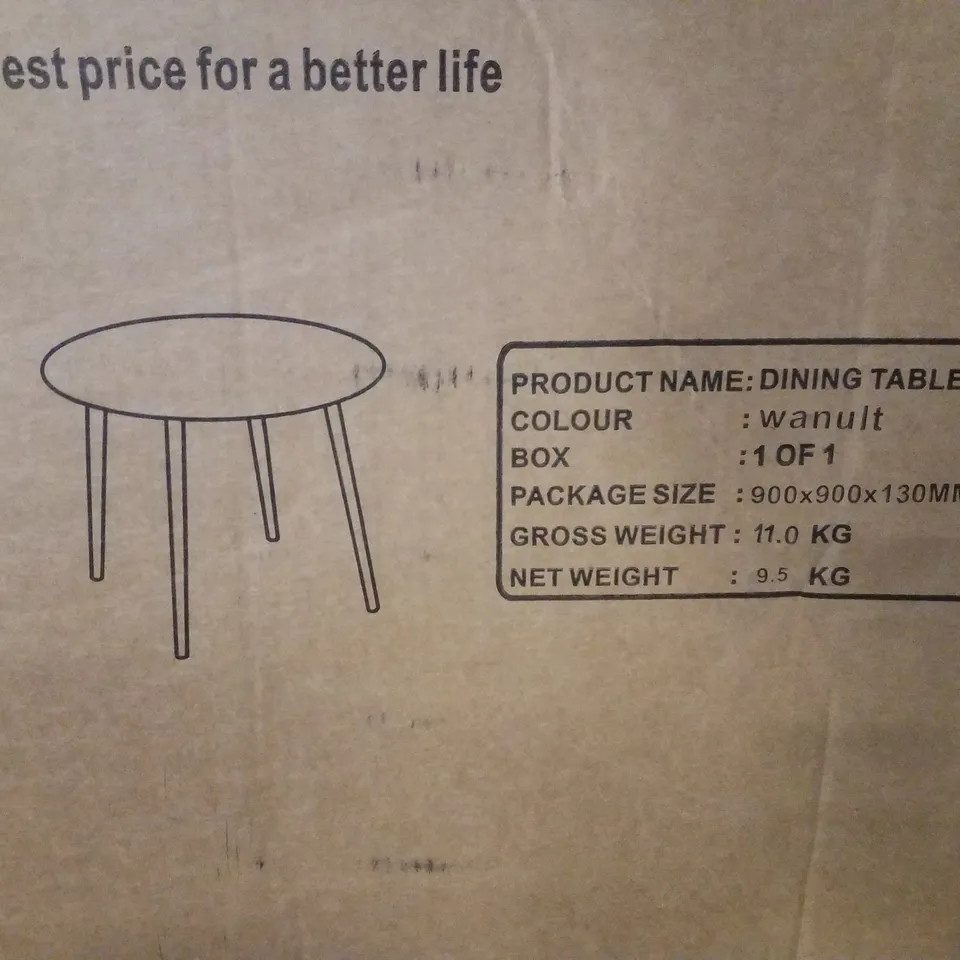 est price for a better life
PRODUCT NAME: DINING TABLE
COLOUR : wanult
BOX : 1 OF 1
PACKAGE SIZE : 900x900x130MM
GROSS WEIGHT : 11.0 KG
NET WEIGHT : 9.5 KG